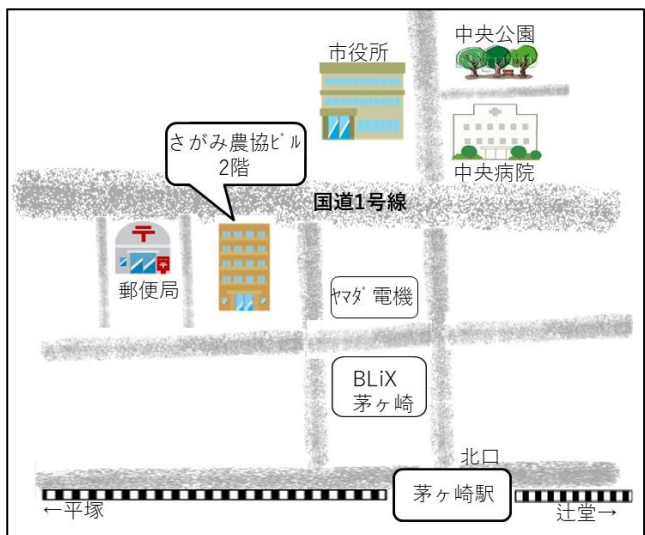 中央公園
市役所
さがみ農協ﾋﾞﾙ
2階
中央病院
国道1号線
〒
郵便局
ﾔﾏﾀﾞ電機
BLiX
茅ヶ崎
北口
茅ヶ崎駅
←平塚
辻堂→